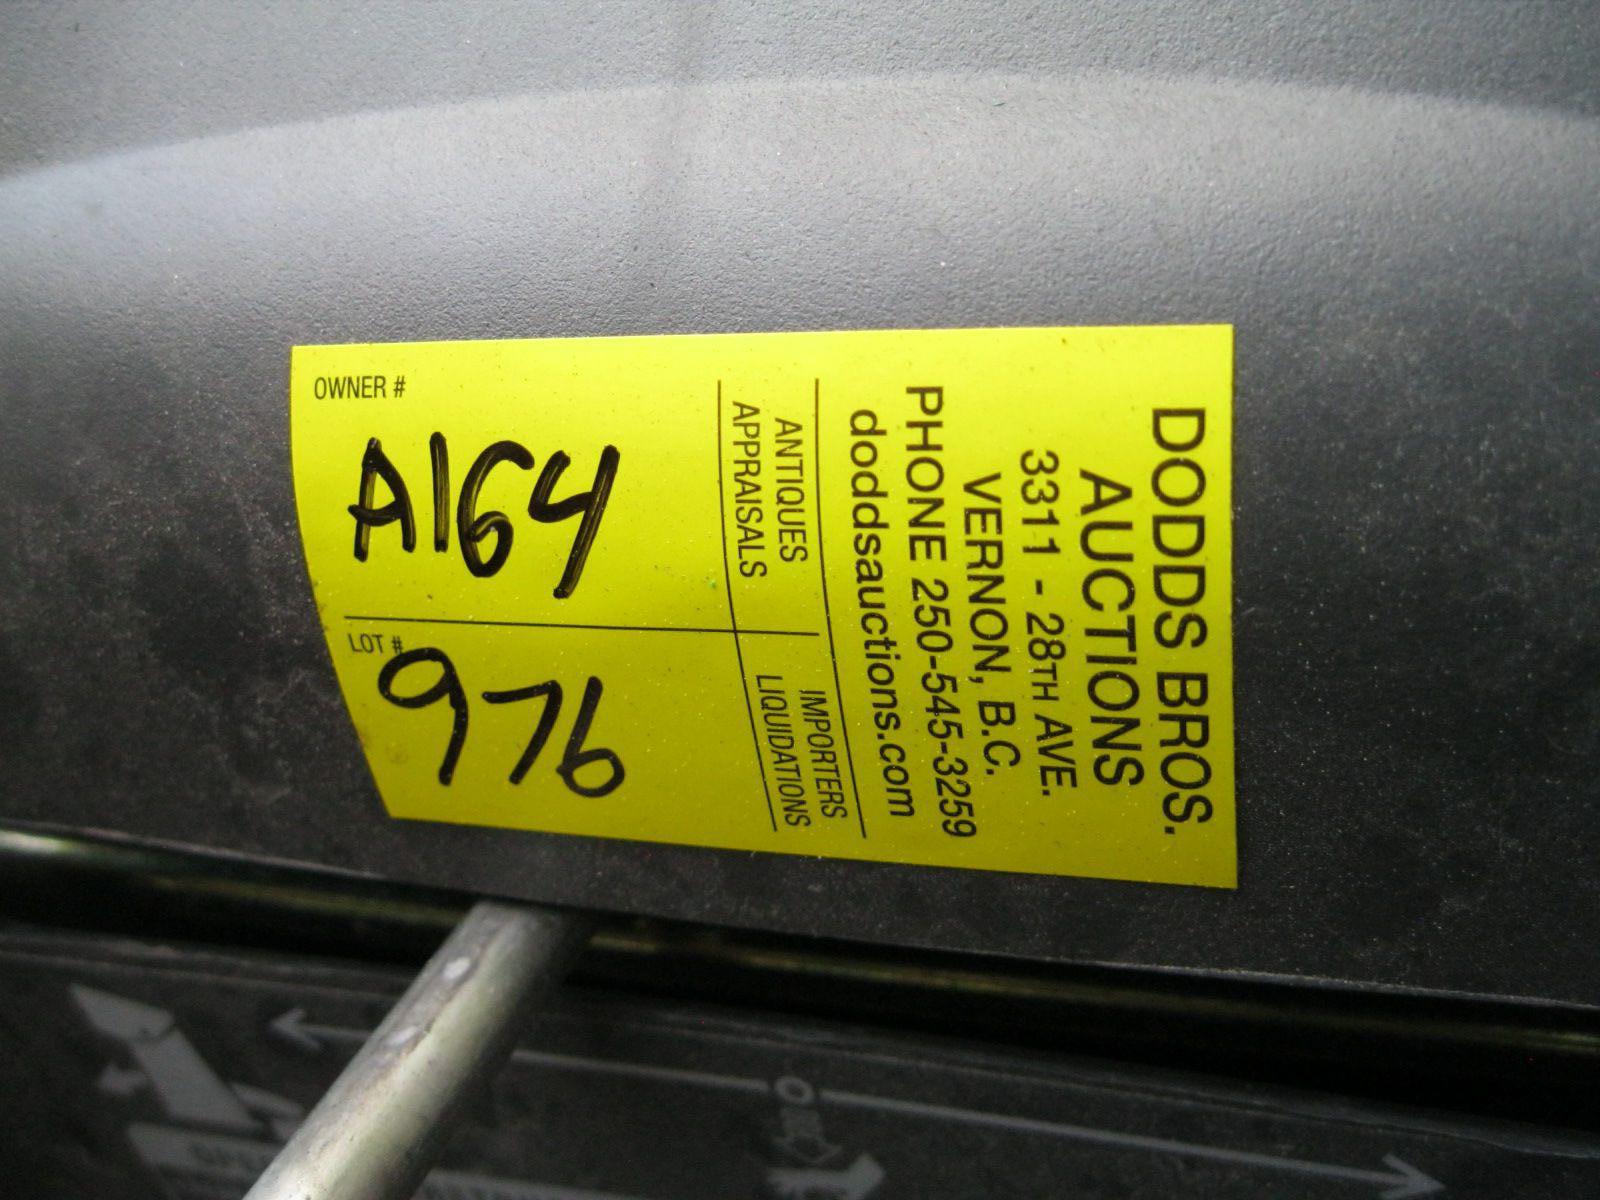 DODDS BROS.
AUCTIONS
3311 - 28TH AVE.
VERNON, B.C.
PHONE 250-545-3259
doddsauctions.com
ANTIQUES
APPRAISALS
IMPORTERS
LIQUIDATIONS
OWNER #
A164
LOT #
976